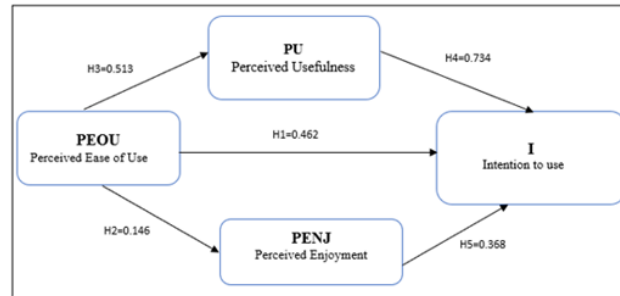 PU
Perceived Usefulness
H3=0.513
H4=0.734
PEOU
Perceived Ease of Use
H1=0.462
I
Intention to use
H2=0.146
PENJ
Perceived Enjoyment
H5=0.368